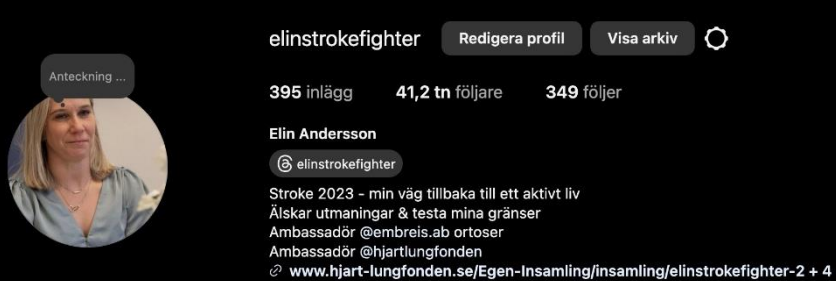 elinstrokefighter Redigera profil Visa arkiv
Anteckning ...
395 inlägg 41,2 tn följare 349 följer
Elin Andersson
elinstrokefighter
Stroke 2023 - min väg tillbaka till ett aktivt liv
Älskar utmaningar & testa mina gränser
Ambassadör @embreis.ab ortoser
Ambassadör @hjartlungfonden
www.hjart-lungfonden.se/Egen-Insamling/insamling/elinstrokefighter-2 + 4